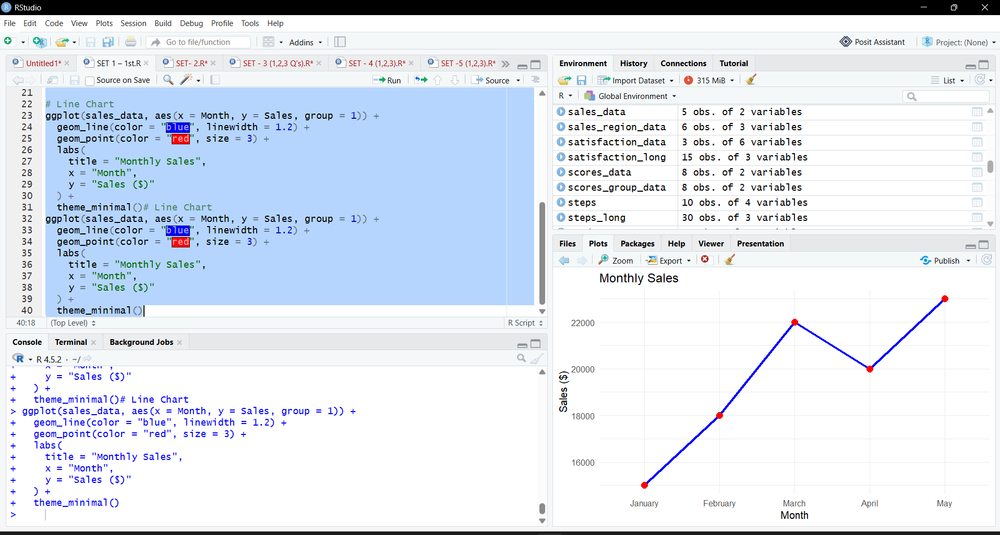 RStudio
File Edit Code View Plots Session Build Debug Profile Tools Help
Go to file/function Addins Posit Assistant Project: (None)
Untitled1* SET 1 – 1st.R SET- 2.R* SET - 3 (1,2,3 Q's).R* SET - 4 (1,2,3).R* SET -5 (1,2,3).R*
Source on Save Run Source
21
22 # Line Chart
23 ggplot(sales_data, aes(x = Month, y = Sales, group = 1)) +
24 geom_line(color = "blue", linewidth = 1.2) +
25 geom_point(color = "red", size = 3) +
26 labs(
27 title = "Monthly Sales",
28 x = "Month",
29 y = "Sales ($)"
30 ) +
31 theme_minimal()# Line Chart
32 ggplot(sales_data, aes(x = Month, y = Sales, group = 1)) +
33 geom_line(color = "blue", linewidth = 1.2) +
34 geom_point(color = "red", size = 3) +
35 labs(
36 title = "Monthly Sales",
37 x = "Month",
38 y = "Sales ($)"
39 ) +
40 theme_minimal()
40:18 (Top Level) R Script
Console Terminal Background Jobs
R 4.5.2 · ~/
+ x = "Month",
+ y = "Sales ($)"
+ ) +
+ theme_minimal()# Line Chart
> ggplot(sales_data, aes(x = Month, y = Sales, group = 1)) +
+ geom_line(color = "blue", linewidth = 1.2) +
+ geom_point(color = "red", size = 3) +
+ labs(
+ title = "Monthly Sales",
+ x = "Month",
+ y = "Sales ($)"
+ ) +
+ theme_minimal()
>
Environment History Connections Tutorial
Import Dataset 315 MiB List
R Global Environment
sales_data 5 obs. of 2 variables
sales_region_data 6 obs. of 3 variables
satisfaction_data 3 obs. of 6 variables
satisfaction_long 15 obs. of 3 variables
scores_data 8 obs. of 2 variables
scores_group_data 8 obs. of 2 variables
steps 10 obs. of 4 variables
steps_long 30 obs. of 3 variables
Files Plots Packages Help Viewer Presentation
Zoom Export Publish
Monthly Sales
22000
20000
18000
16000
Sales ($)
January February March April May
Month